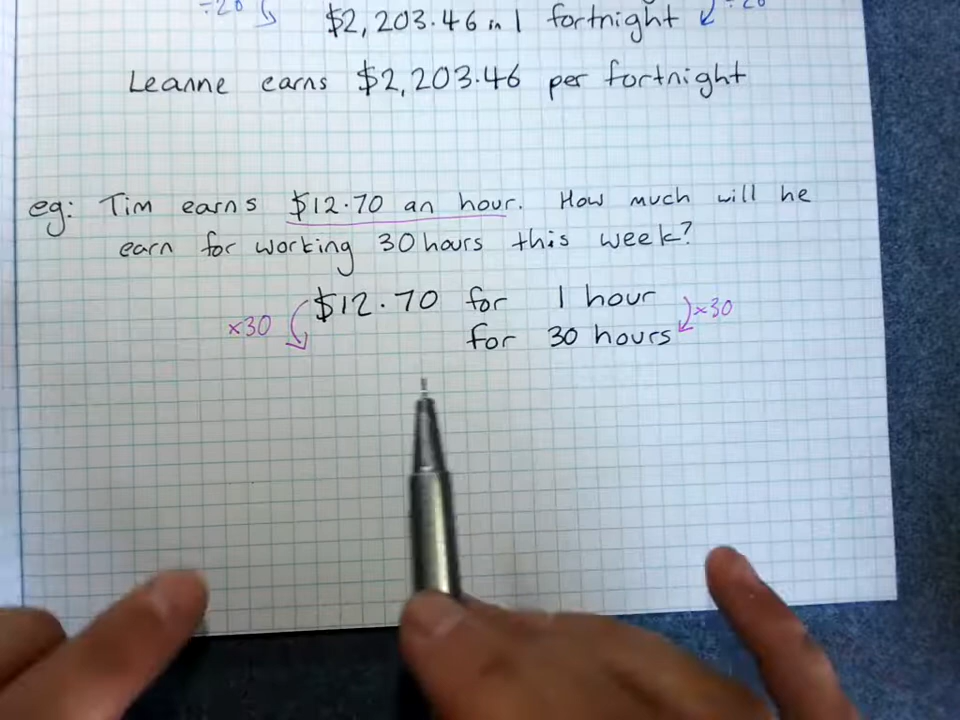 ÷26 $2,203.46 in 1 fortnight ÷26
Leanne earns $2,203.46 per fortnight
eg: Tim earns $12.70 an hour. How much will he
earn for working 30 hours this week?
×30 $12.70 for 1 hour ×30
for 30 hours